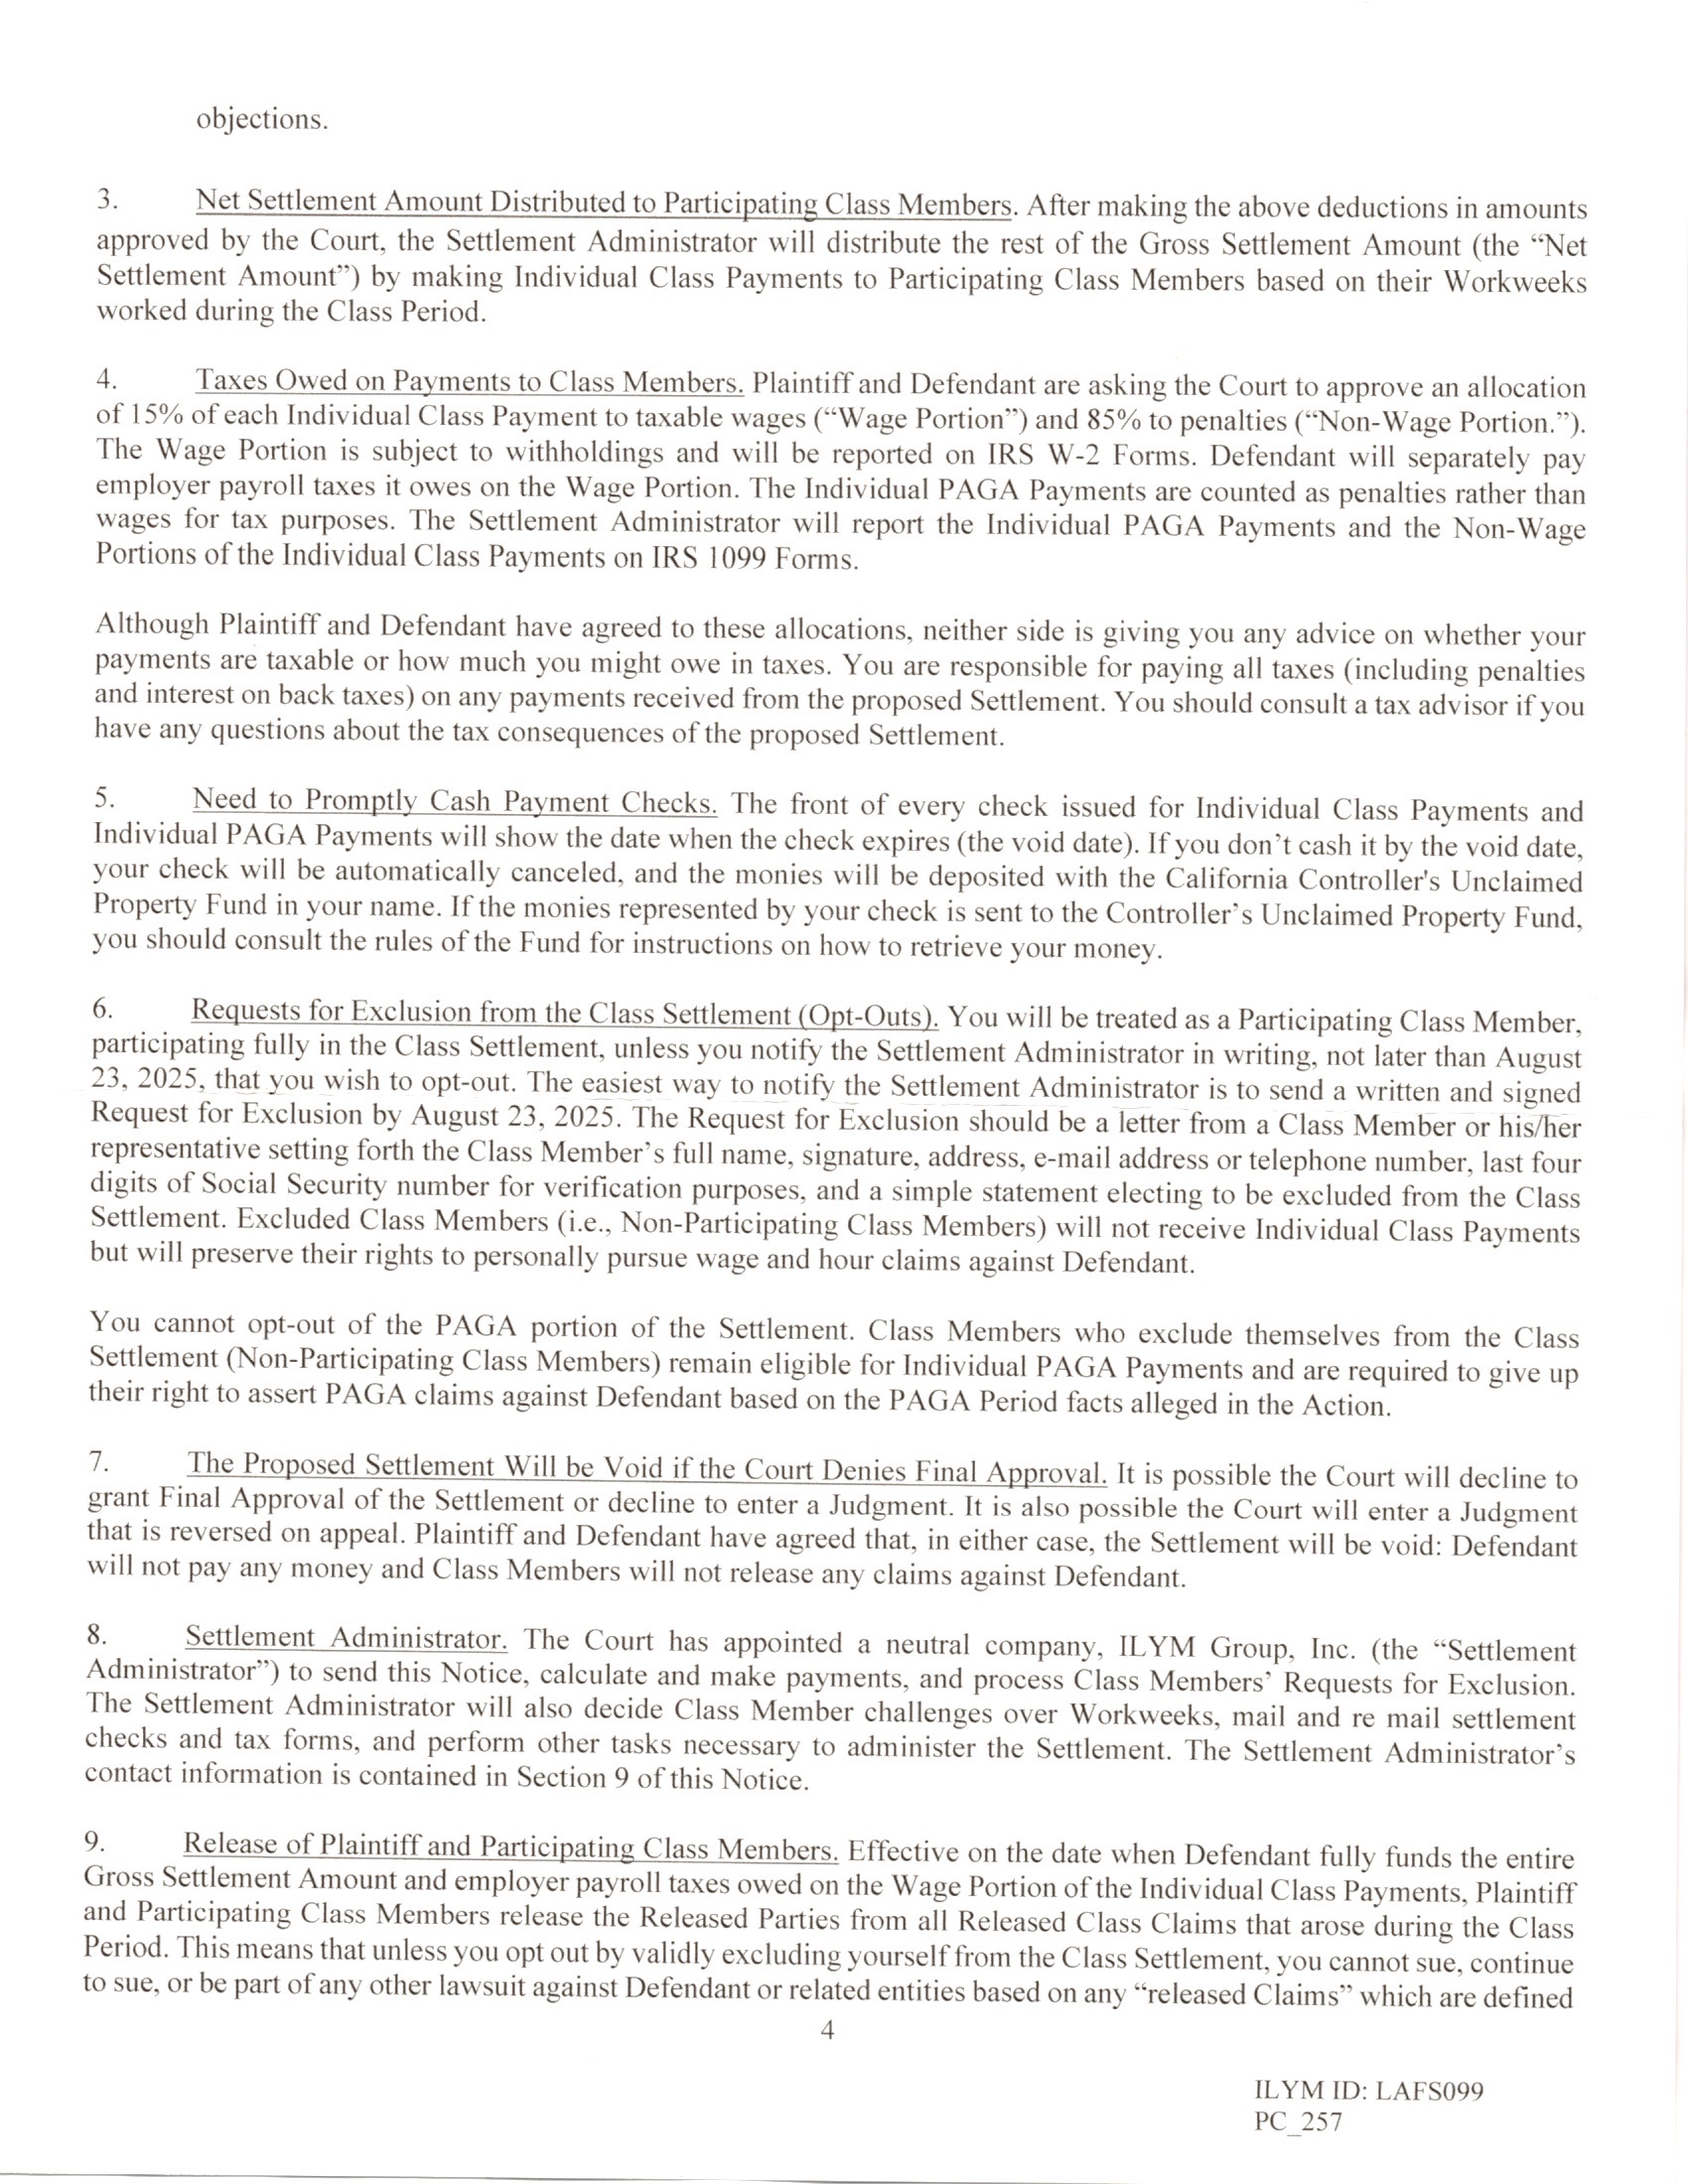 objections.
3. Net Settlement Amount Distributed to Participating Class Members. After making the above deductions in amounts
approved by the Court, the Settlement Administrator will distribute the rest of the Gross Settlement Amount (the “Net
Settlement Amount”) by making Individual Class Payments to Participating Class Members based on their Workweeks
worked during the Class Period.
4. Taxes Owed on Payments to Class Members. Plaintiff and Defendant are asking the Court to approve an allocation
of 15% of each Individual Class Payment to taxable wages (“Wage Portion”) and 85% to penalties (“Non-Wage Portion.”).
The Wage Portion is subject to withholdings and will be reported on IRS W-2 Forms. Defendant will separately pay
employer payroll taxes it owes on the Wage Portion. The Individual PAGA Payments are counted as penalties rather than
wages for tax purposes. The Settlement Administrator will report the Individual PAGA Payments and the Non-Wage
Portions of the Individual Class Payments on IRS 1099 Forms.
Although Plaintiff and Defendant have agreed to these allocations, neither side is giving you any advice on whether your
payments are taxable or how much you might owe in taxes. You are responsible for paying all taxes (including penalties
and interest on back taxes) on any payments received from the proposed Settlement. You should consult a tax advisor if you
have any questions about the tax consequences of the proposed Settlement.
5. Need to Promptly Cash Payment Checks. The front of every check issued for Individual Class Payments and
Individual PAGA Payments will show the date when the check expires (the void date). If you don’t cash it by the void date,
your check will be automatically canceled, and the monies will be deposited with the California Controller's Unclaimed
Property Fund in your name. If the monies represented by your check is sent to the Controller’s Unclaimed Property Fund,
you should consult the rules of the Fund for instructions on how to retrieve your money.
6. Requests for Exclusion from the Class Settlement (Opt-Outs). You will be treated as a Participating Class Member,
participating fully in the Class Settlement, unless you notify the Settlement Administrator in writing, not later than August
23, 2025, that you wish to opt-out. The easiest way to notify the Settlement Administrator is to send a written and signed
Request for Exclusion by August 23, 2025. The Request for Exclusion should be a letter from a Class Member or his/her
representative setting forth the Class Member’s full name, signature, address, e-mail address or telephone number, last four
digits of Social Security number for verification purposes, and a simple statement electing to be excluded from the Class
Settlement. Excluded Class Members (i.e., Non-Participating Class Members) will not receive Individual Class Payments
but will preserve their rights to personally pursue wage and hour claims against Defendant.
You cannot opt-out of the PAGA portion of the Settlement. Class Members who exclude themselves from the Class
Settlement (Non-Participating Class Members) remain eligible for Individual PAGA Payments and are required to give up
their right to assert PAGA claims against Defendant based on the PAGA Period facts alleged in the Action.
7. The Proposed Settlement Will be Void if the Court Denies Final Approval. It is possible the Court will decline to
grant Final Approval of the Settlement or decline to enter a Judgment. It is also possible the Court will enter a Judgment
that is reversed on appeal. Plaintiff and Defendant have agreed that, in either case, the Settlement will be void: Defendant
will not pay any money and Class Members will not release any claims against Defendant.
8. Settlement Administrator. The Court has appointed a neutral company, ILYM Group, Inc. (the “Settlement
Administrator”) to send this Notice, calculate and make payments, and process Class Members’ Requests for Exclusion.
The Settlement Administrator will also decide Class Member challenges over Workweeks, mail and re mail settlement
checks and tax forms, and perform other tasks necessary to administer the Settlement. The Settlement Administrator’s
contact information is contained in Section 9 of this Notice.
9. Release of Plaintiff and Participating Class Members. Effective on the date when Defendant fully funds the entire
Gross Settlement Amount and employer payroll taxes owed on the Wage Portion of the Individual Class Payments, Plaintiff
and Participating Class Members release the Released Parties from all Released Class Claims that arose during the Class
Period. This means that unless you opt out by validly excluding yourself from the Class Settlement, you cannot sue, continue
to sue, or be part of any other lawsuit against Defendant or related entities based on any “released Claims” which are defined
4
ILYM ID: LAFS099
PC_257